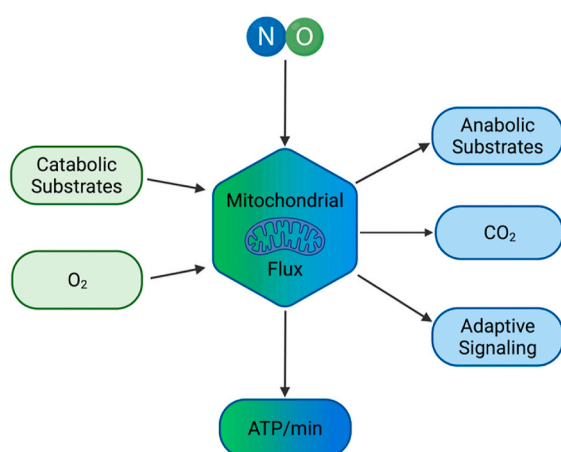 N O
Catabolic
Substrates
O₂
Mitochondrial
Flux
Anabolic
Substrates
CO₂
Adaptive
Signaling
ATP/min